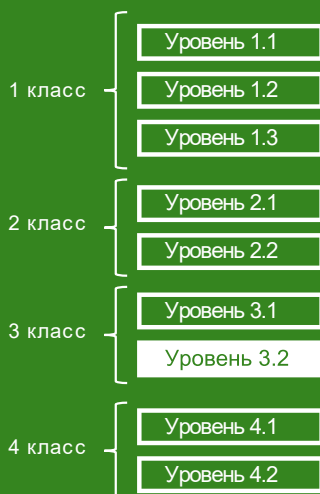 1 класс
Уровень 1.1
Уровень 1.2
Уровень 1.3
2 класс
Уровень 2.1
Уровень 2.2
3 класс
Уровень 3.1
Уровень 3.2
4 класс
Уровень 4.1
Уровень 4.2